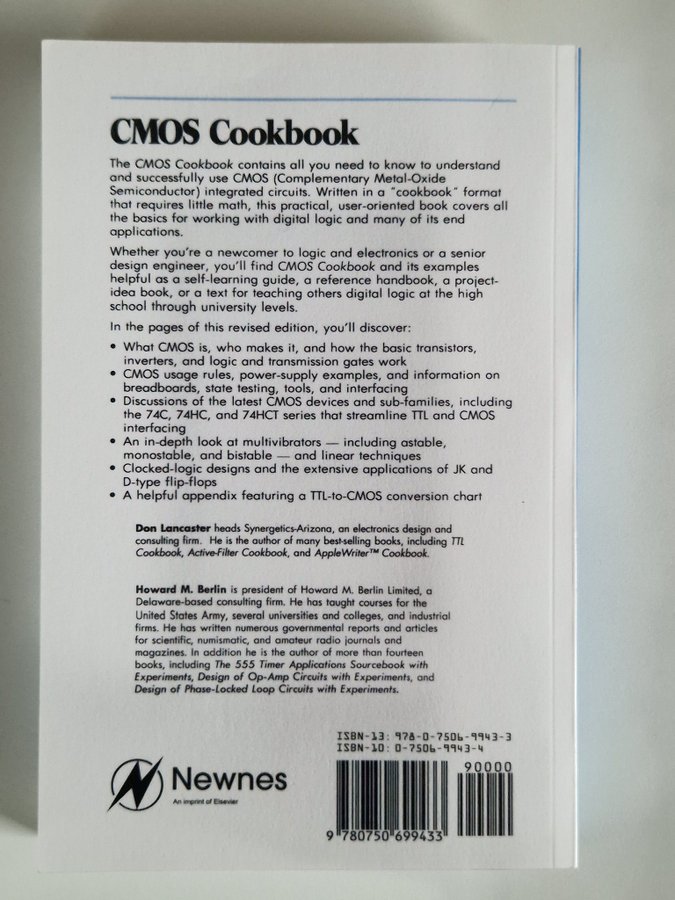 CMOS Cookbook
The CMOS Cookbook contains all you need to know to understand
and successfully use CMOS (Complementary Metal-Oxide
Semiconductor) integrated circuits. Written in a "cookbook" format
that requires little math, this practical, user-oriented book covers all
the basics for working with digital logic and many of its end
applications.
Whether you're a newcomer to logic and electronics or a senior
design engineer, you'll find CMOS Cookbook and its examples
helpful as a self-learning guide, a reference handbook, a project-
idea book, or a text for teaching others digital logic at the high
school through university levels.
In the pages of this revised edition, you'll discover:
• What CMOS is, who makes it, and how the basic transistors,
inverters, and logic and transmission gates work
• CMOS usage rules, power-supply examples, and information on
breadboards, state testing, tools, and interfacing
• Discussions of the latest CMOS devices and sub-families, including
the 74C, 74HC, and 74HCT series that streamline TTL and CMOS
interfacing
• An in-depth look at multivibrators — including astable,
monostable, and bistable — and linear techniques
• Clocked-logic designs and the extensive applications of JK and
D-type flip-flops
• A helpful appendix featuring a TTL-to-CMOS conversion chart
Don Lancaster heads Synergetics-Arizona, an electronics design and
consulting firm. He is the author of many best-selling books, including TTL
Cookbook, Active-Filter Cookbook, and AppleWriter™ Cookbook.
Howard M. Berlin is president of Howard M. Berlin Limited, a
Delaware-based consulting firm. He has taught courses for the
United States Army, several universities and colleges, and industrial
firms. He has written numerous governmental reports and articles
for scientific, numismatic, and amateur radio journals and
magazines. In addition he is the author of more than fourteen
books, including The 555 Timer Applications Sourcebook with
Experiments, Design of Op-Amp Circuits with Experiments, and
Design of Phase-Locked Loop Circuits with Experiments.
ISBN-13: 978-0-7506-9943-3
ISBN-10: 0-7506-9943-4
90000
Newnes
An imprint of Elsevier
9 780750 699433